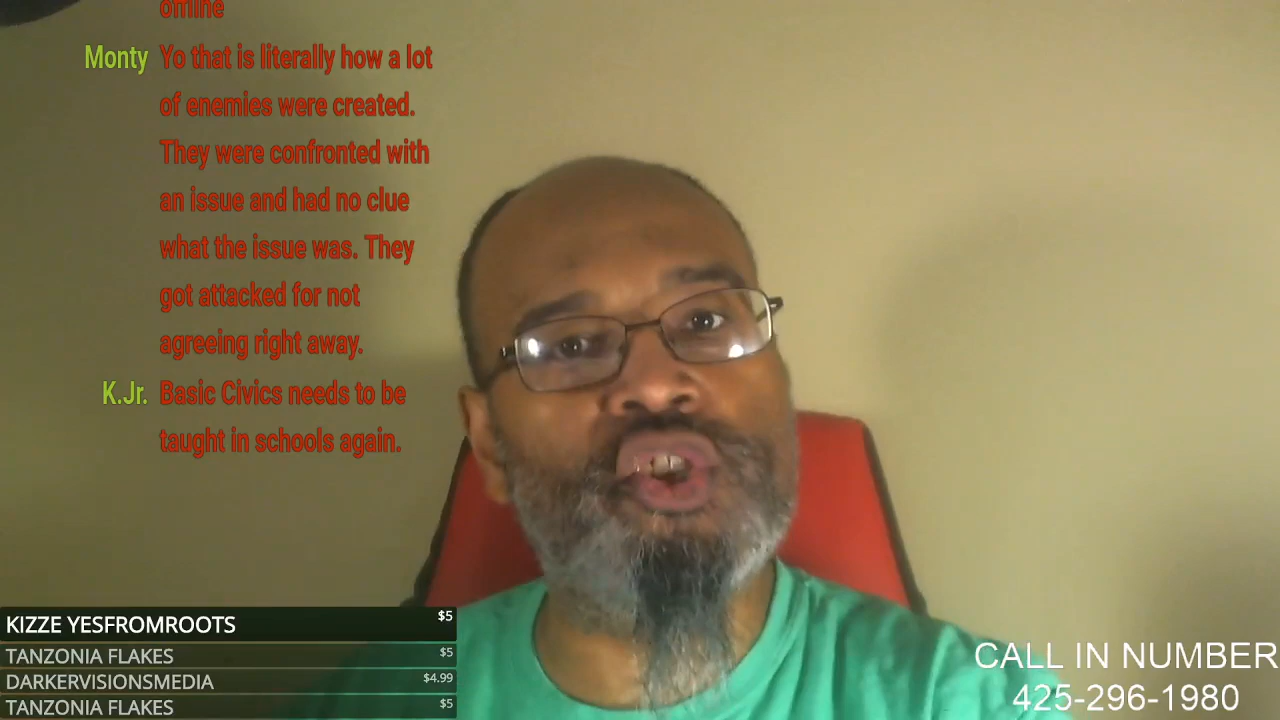 offline
Monty Yo that is literally how a lot
of enemies were created.
They were confronted with
an issue and had no clue
what the issue was. They
got attacked for not
agreeing right away.
K.Jr. Basic Civics needs to be
taught in schools again.
KIZZE YESFROMROOTS $5
TANZONIA FLAKES $5
DARKERVISIONSMEDIA $4.99
TANZONIA FLAKES $5
CALL IN NUMBER
425-296-1980